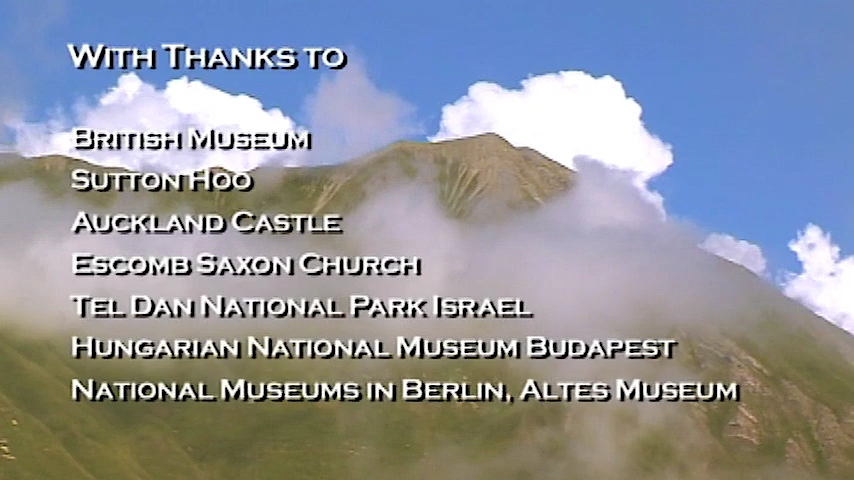 With Thanks to
British Museum
Sutton Hoo
Auckland Castle
Escomb Saxon Church
Tel Dan National Park Israel
Hungarian National Museum Budapest
National Museums in Berlin, Altes Museum